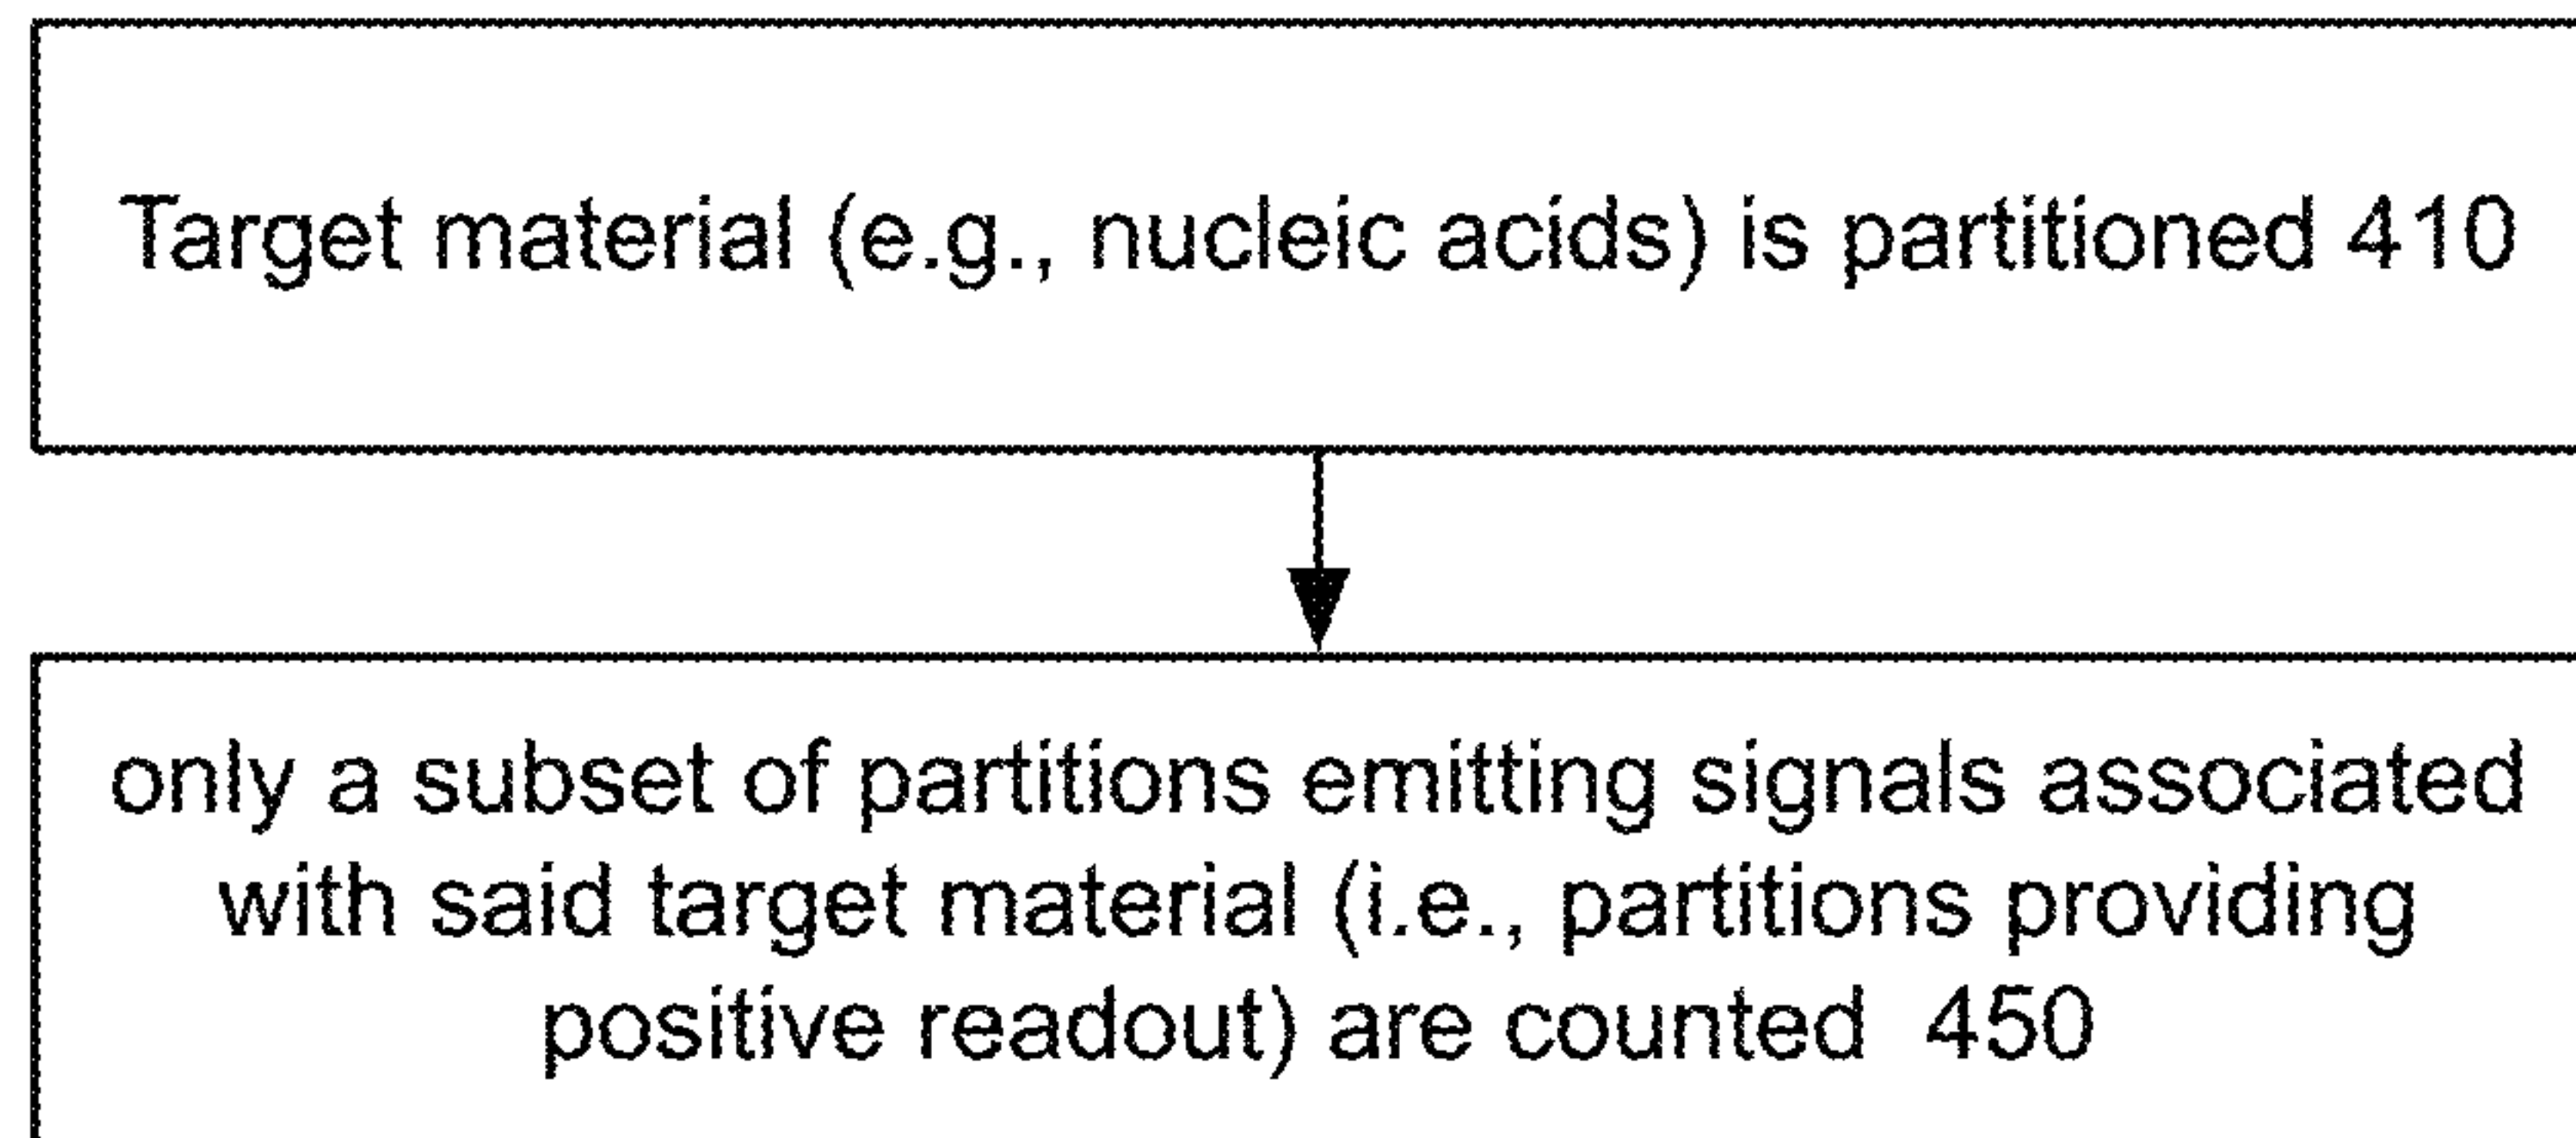 Target material (e.g., nucleic acids) is partitioned 410
only a subset of partitions emitting signals associated
with said target material (i.e., partitions providing
positive readout) are counted 450